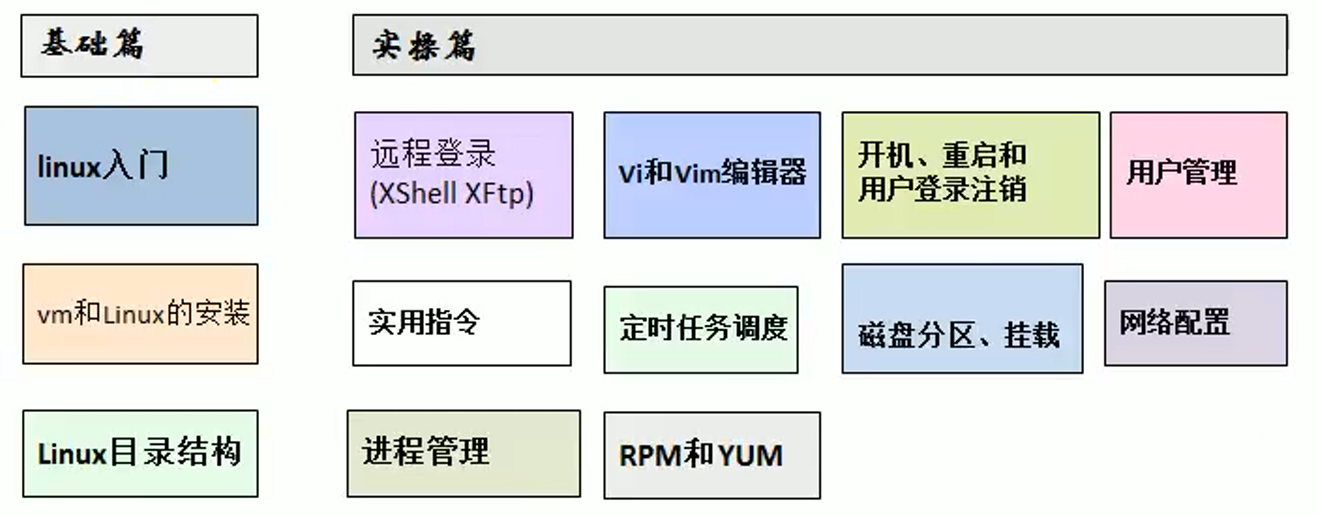 基础篇
实操篇
linux入门
远程登录
(XShell XFtp)
Vi和Vim编辑器
开机、重启和
用户登录注销
用户管理
vm和Linux的安装
实用指令
定时任务调度
磁盘分区、挂载
网络配置
Linux目录结构
进程管理
RPM和YUM